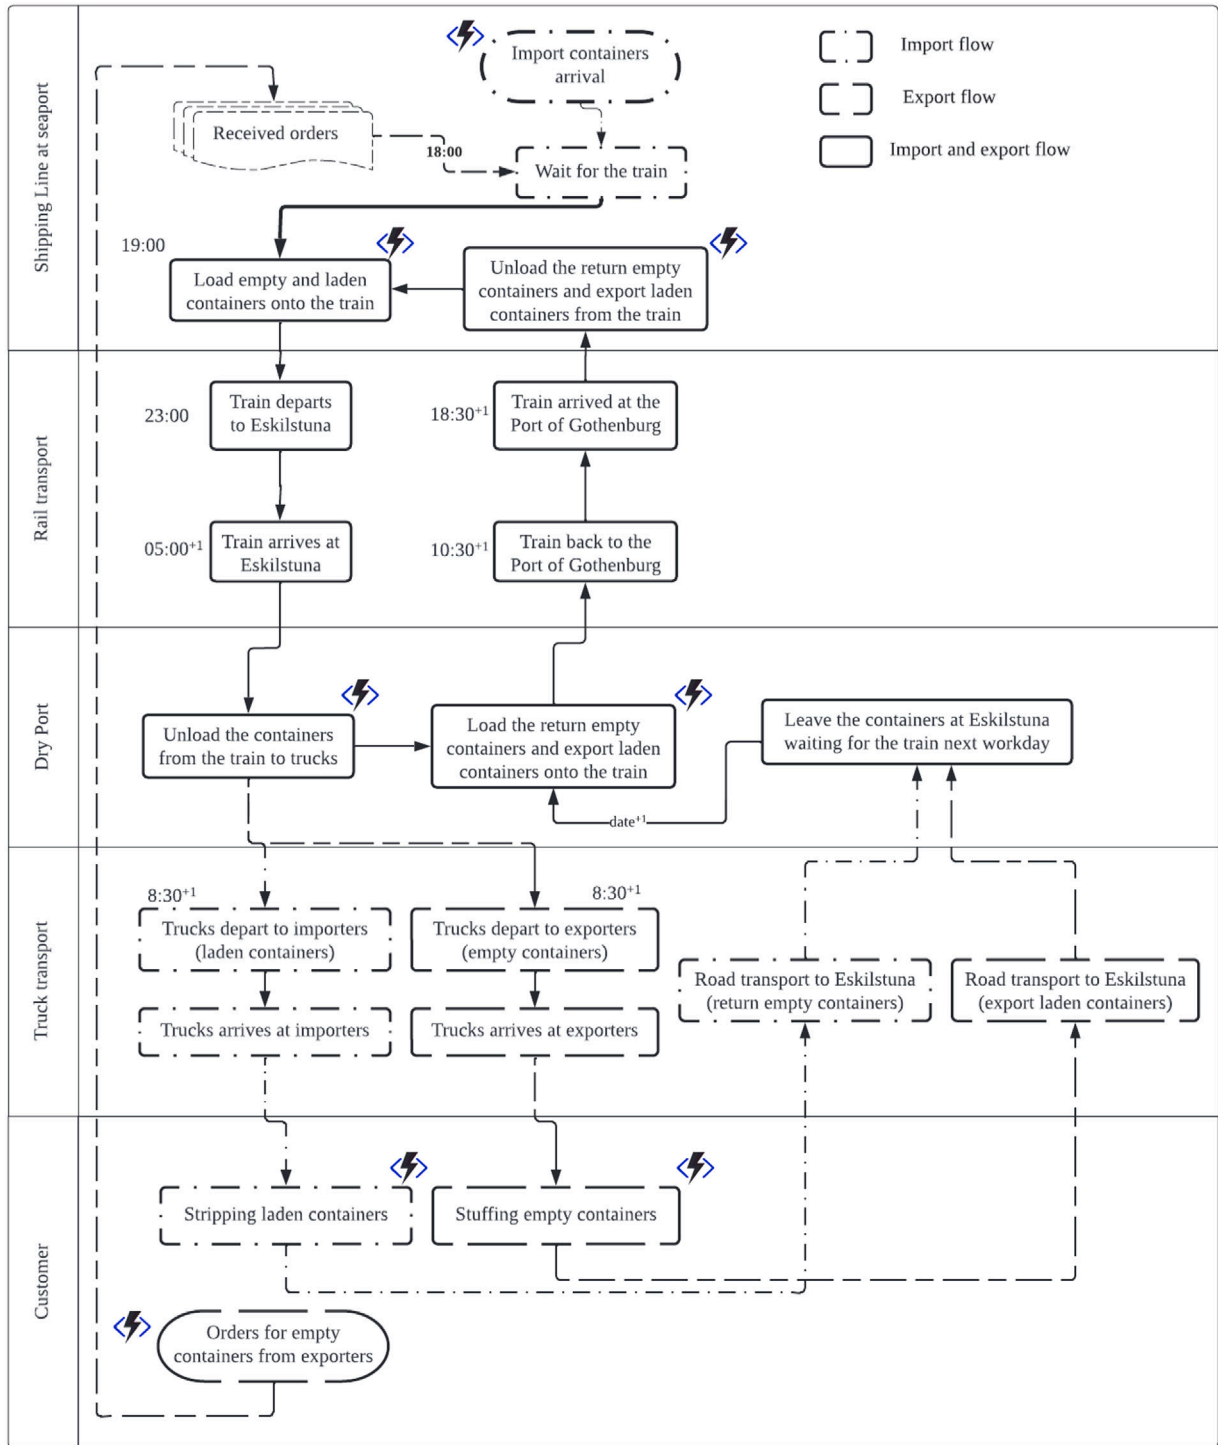 Shipping Line at seaport
Import containers
arrival
Import flow
Export flow
Import and export flow
Received orders
18:00
Wait for the train
19:00
Load empty and laden
containers onto the train
Unload the return empty
containers and export laden
containers from the train
Rail transport
23:00
Train departs
to Eskilstuna
18:30+1
Train arrived at the
Port of Gothenburg
05:00+1
Train arrives at
Eskilstuna
10:30+1
Train back to the
Port of Gothenburg
Dry Port
Unload the containers
from the train to trucks
Load the return empty
containers and export laden
containers onto the train
Leave the containers at Eskilstuna
waiting for the train next workday
date+1
Truck transport
8:30+1
Trucks depart to importers
(laden containers)
8:30+1
Trucks depart to exporters
(empty containers)
Road transport to Eskilstuna
(return empty containers)
Road transport to Eskilstuna
(export laden containers)
Trucks arrives at importers
Trucks arrives at exporters
Customer
Stripping laden containers
Stuffing empty containers
Orders for empty
containers from exporters